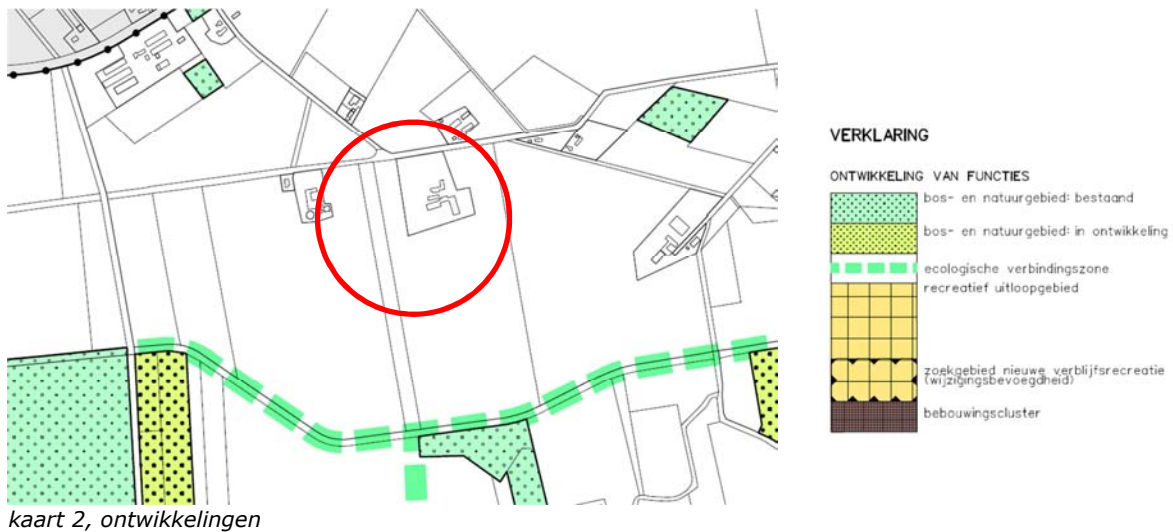 VERKLARING
ONTWIKKELING VAN FUNCTIES
bos- en natuurgebied: bestaand
bos- en natuurgebied: in ontwikkeling
ecologische verbindingszone
recreatief uitloopgebied
zoekgebied nieuwe verblijfsrecreatie
(wijzigingsbevoegdheid)
bebouwingscluster
kaart 2, ontwikkelingen